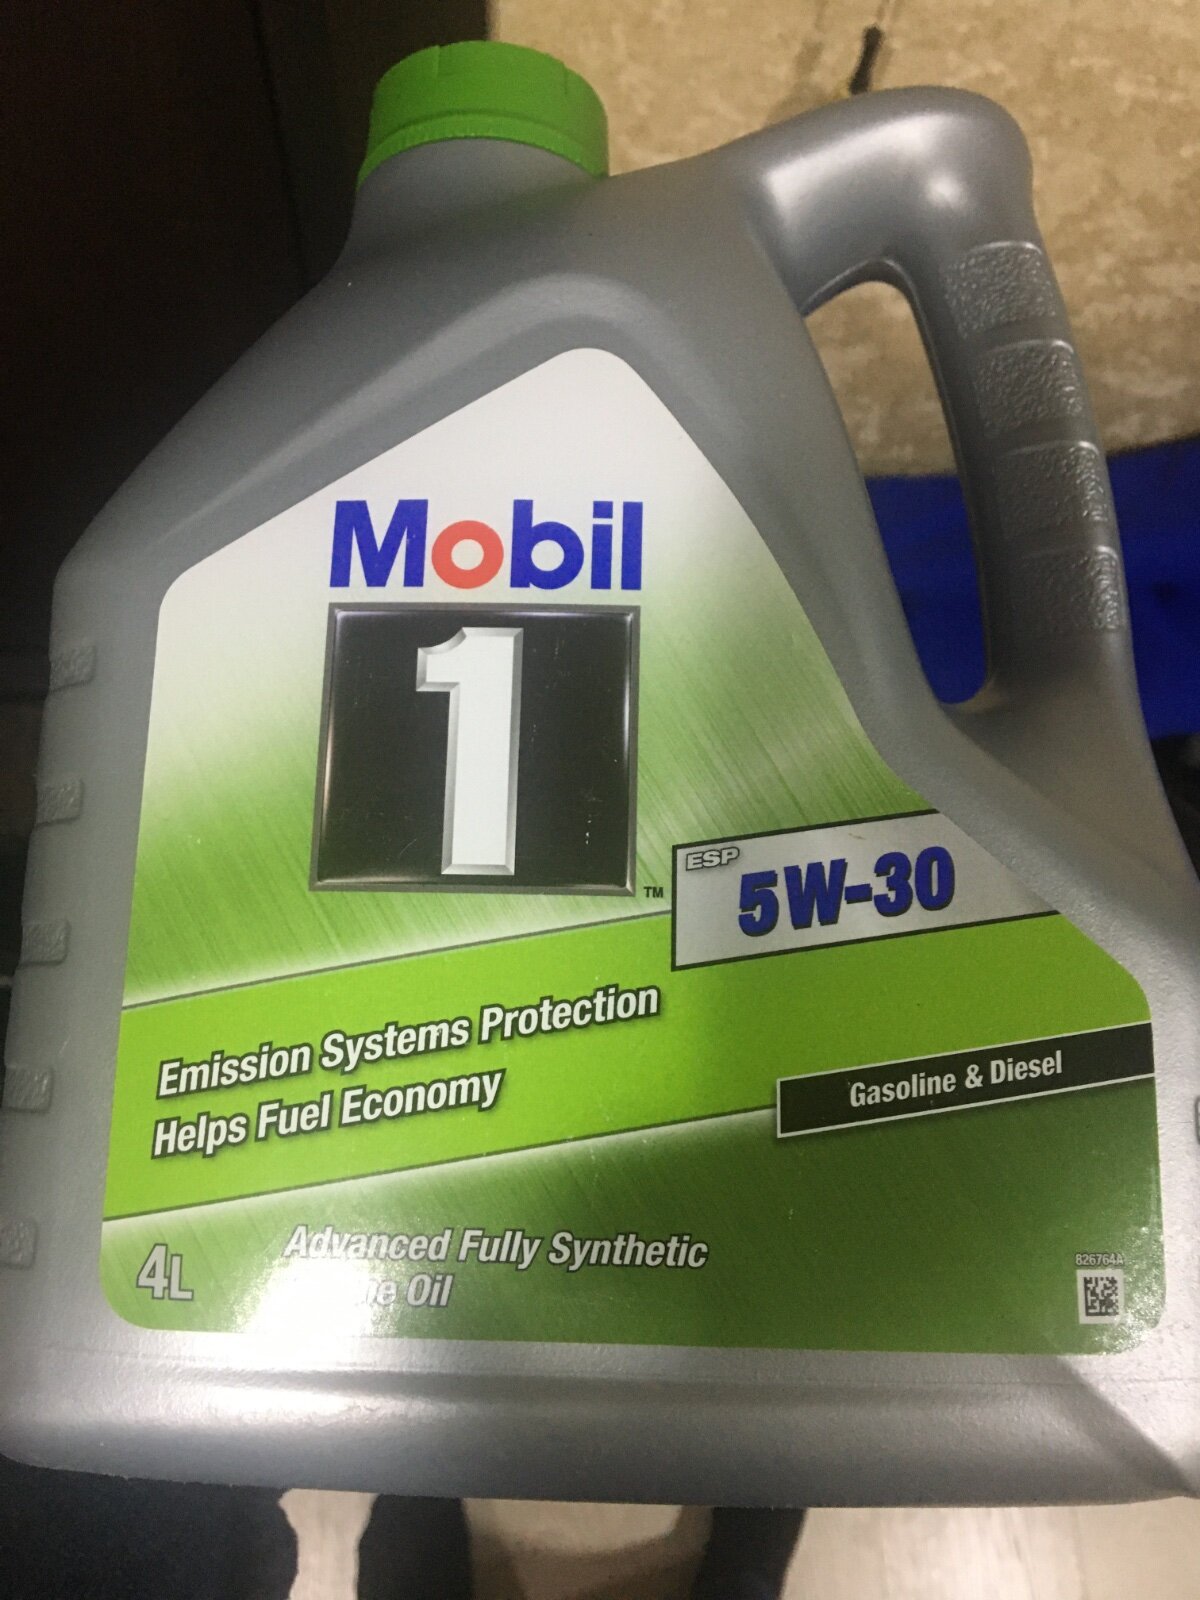 Mobil
1
TM
ESP
5W-30
Emission Systems Protection
Helps Fuel Economy
Gasoline & Diesel
Advanced Fully Synthetic
Oil
4L
826764A